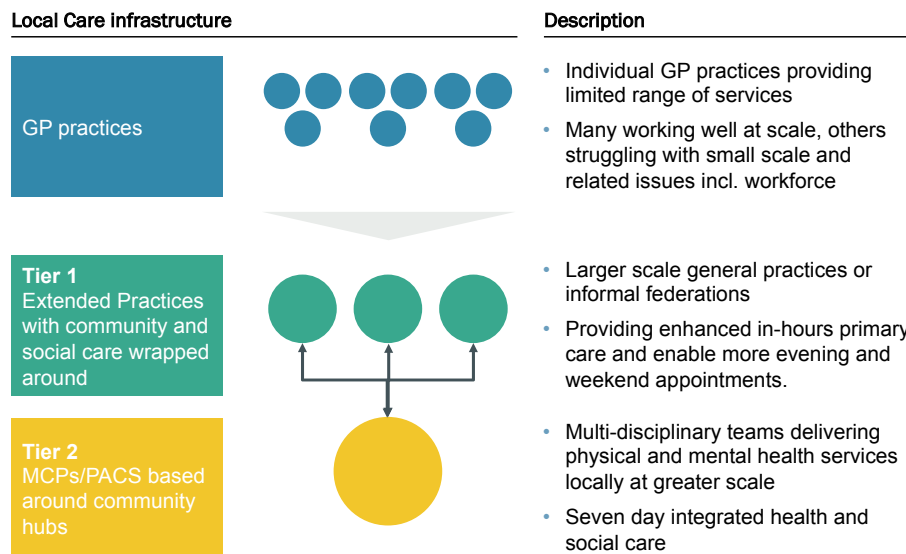 Local Care infrastructure
Description
GP practices
• Individual GP practices providing
limited range of services
• Many working well at scale, others
struggling with small scale and
related issues incl. workforce
Tier 1
Extended Practices
with community and
social care wrapped
around
• Larger scale general practices or
informal federations
• Providing enhanced in-hours primary
care and enable more evening and
weekend appointments.
Tier 2
MCPs/PACS based
around community
hubs
• Multi-disciplinary teams delivering
physical and mental health services
locally at greater scale
• Seven day integrated health and
social care